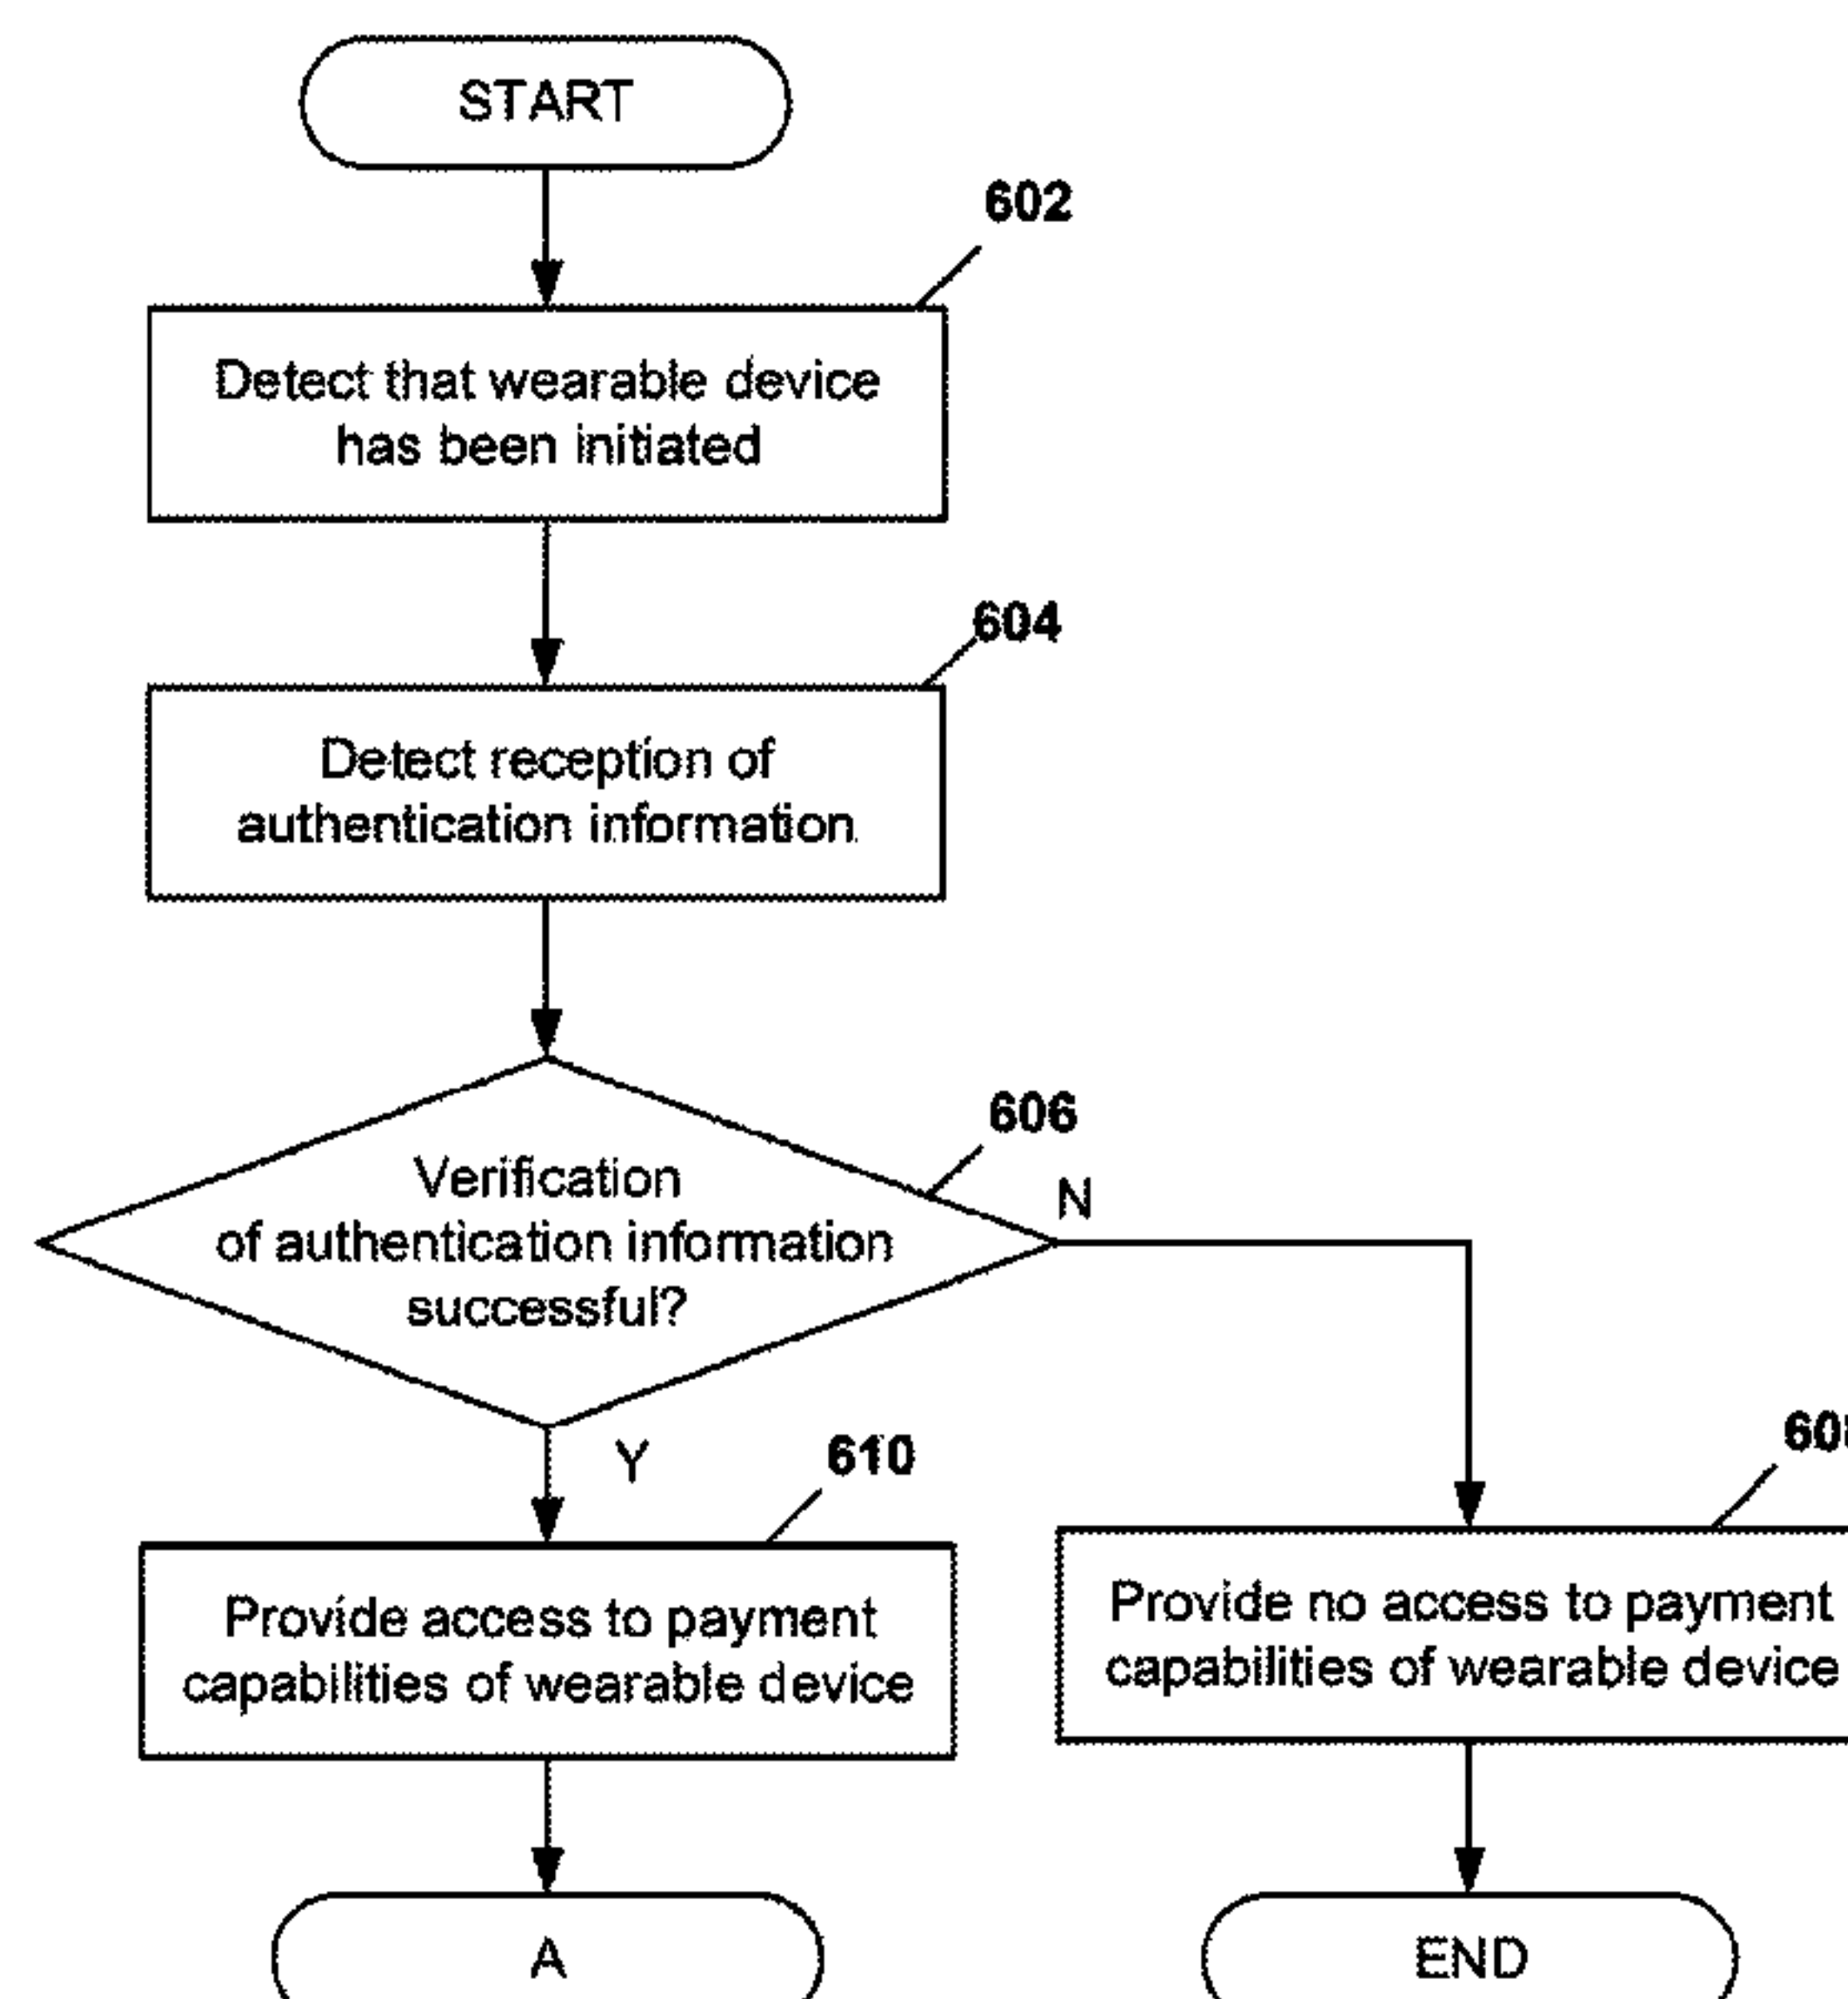 START
602
Detect that wearable device
has been initiated
604
Detect reception of
authentication information
606
Verification
of authentication information
successful?
N
Y
610
Provide access to payment
capabilities of wearable device
Provide no access to payment
capabilities of wearable device
A
END